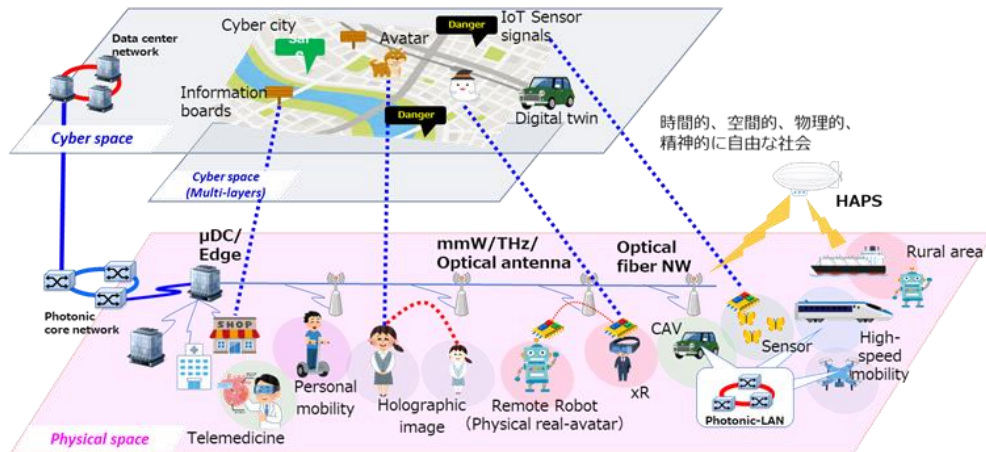 Data center
network
Cyber city
Safe
Avatar
Danger
IoT Sensor
signals
Information
boards
Danger
Digital twin
Cyber space
Cyber space
(Multi-layers)
時間的、空間的、物理的、
精神的に自由な社会
HAPS
μDC/
Edge
mmW/THz/
Optical antenna
Optical
fiber NW
Rural area
Photonic
core network
SHOP
CAV
Sensor
High-
speed
mobility
Personal
mobility
Holographic
image
Remote Robot
(Physical real-avatar)
xR
Photonic-LAN
Telemedicine
Physical space